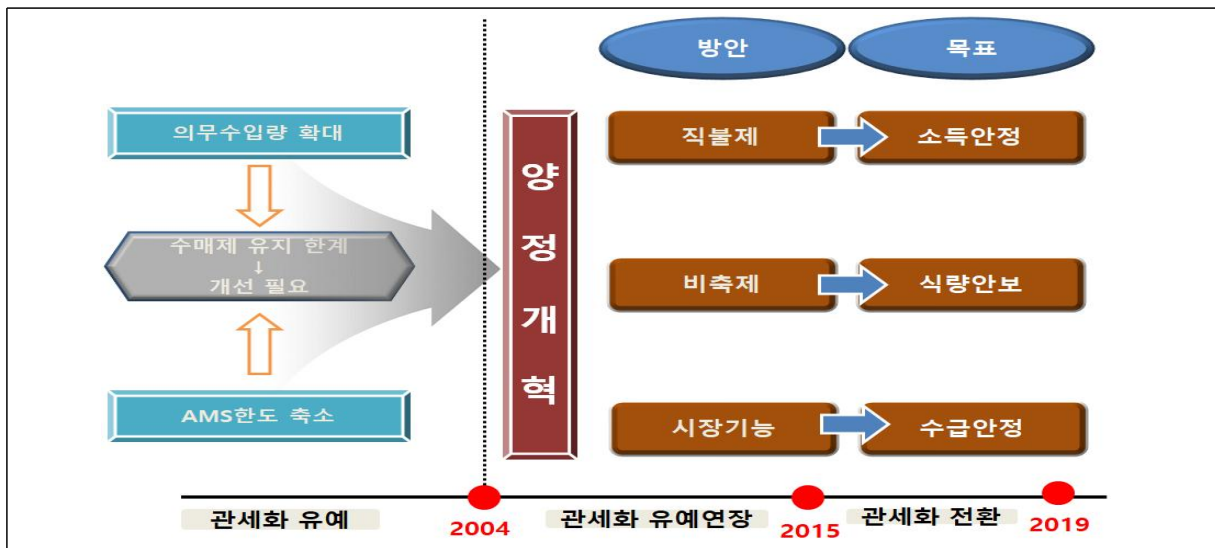 방안
목표
의무수입량 확대
수매제 유지 한계
↓
개선 필요
AMS한도 축소
양
정
개
혁
직불제
소득안정
비축제
식량안보
시장기능
수급안정
관세화 유예
2004
관세화 유예연장
2015
관세화 전환
2019